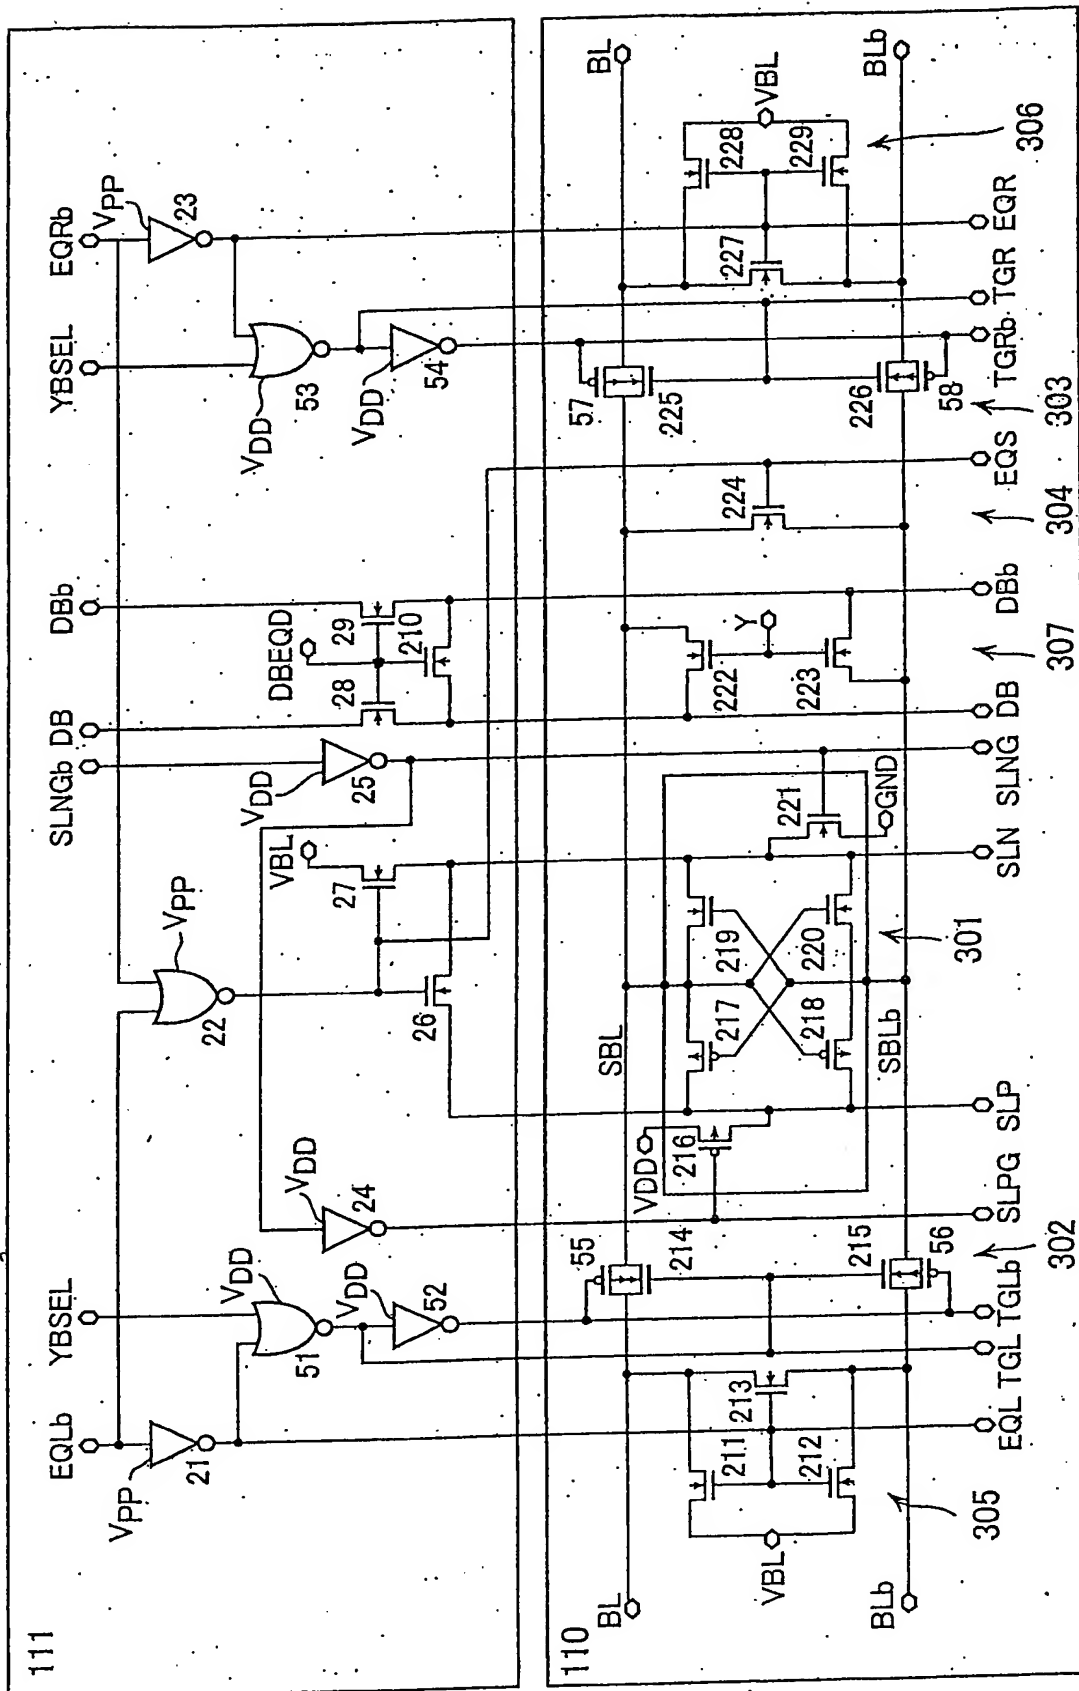 111
EQLb
YBSEL
SLNGb
DB
DBb
YBSEL
EQRb
VPP
21
VDD
51
VDD
52
VDD
24
VPP
22
VBL
27
26
VDD
25
DBEQD
28
29
210
VDD
53
VDD
54
VPP
23
110
BL
BL
BLb
BLb
VBL
211
212
213
305
55
214
215
56
302
VDD
216
SBL
217
218
SBLb
219
220
221
GND
301
222
223
Y
307
224
304
57
225
226
58
303
227
228
229
VBL
306
EQL
TGL
TGLb
SLPG
SLP
SLN
SLNG
DB
DBb
EQS
TGRb
TGR
EQR